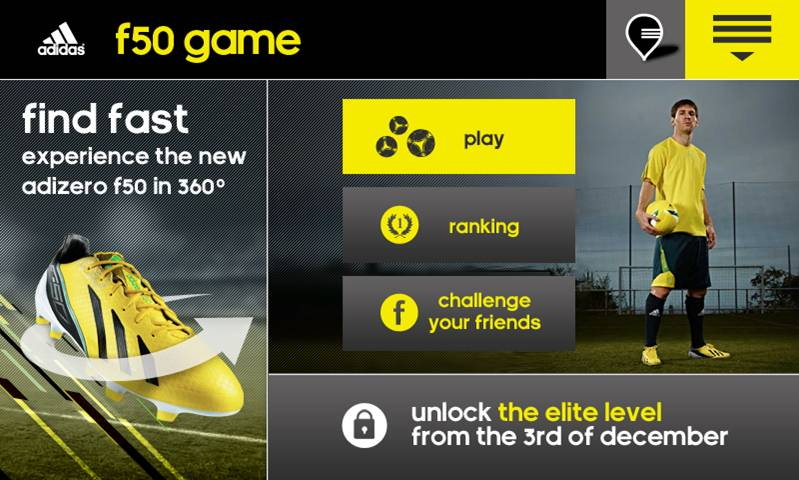 adidas
f50 game
find fast
experience the new
adizero f50 in 360°
play
1
ranking
f
challenge
your friends
unlock the elite level
from the 3rd of december